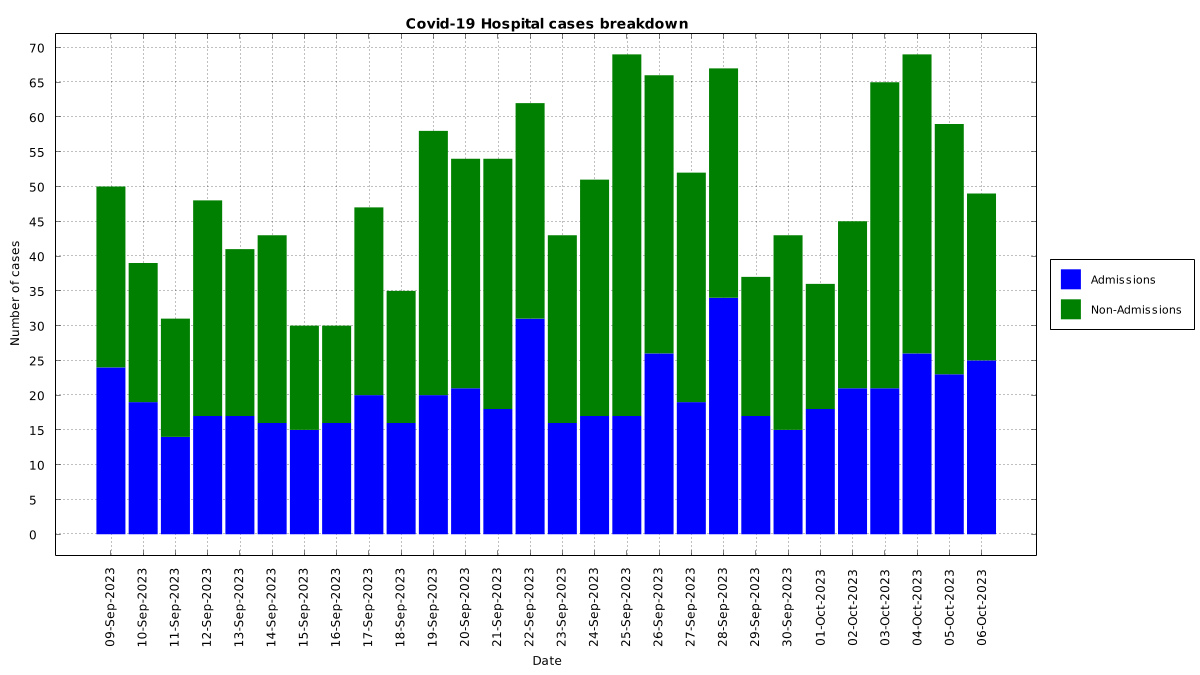 Covid-19 Hospital cases breakdown
70
65
60
55
50
45
40
35
30
25
20
15
10
5
0
Number of cases
09-Sep-2023
10-Sep-2023
11-Sep-2023
12-Sep-2023
13-Sep-2023
14-Sep-2023
15-Sep-2023
16-Sep-2023
17-Sep-2023
18-Sep-2023
19-Sep-2023
20-Sep-2023
21-Sep-2023
22-Sep-2023
23-Sep-2023
24-Sep-2023
25-Sep-2023
26-Sep-2023
27-Sep-2023
28-Sep-2023
29-Sep-2023
30-Sep-2023
01-Oct-2023
02-Oct-2023
03-Oct-2023
04-Oct-2023
05-Oct-2023
06-Oct-2023
Date
Admissions
Non-Admissions